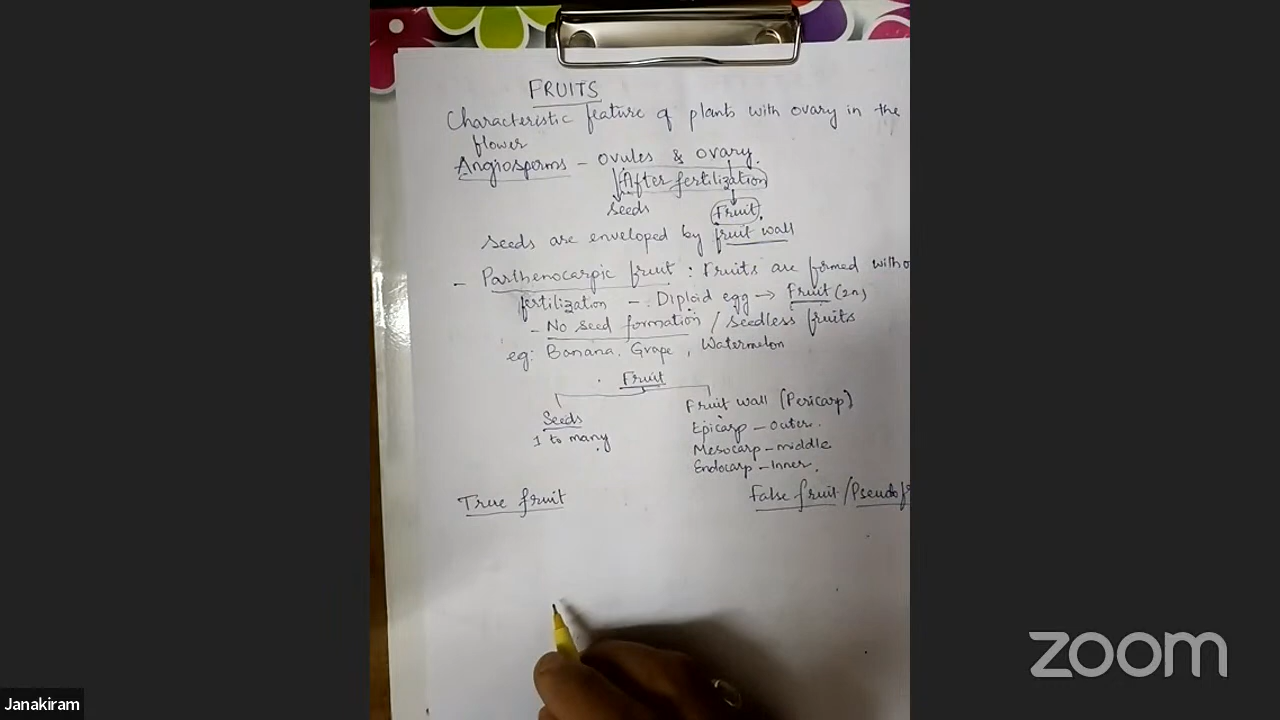 FRUITS
Characteristic feature of plants with ovary in the
flower
Angiosperms - ovules & ovary.
After fertilization
Seeds Fruit.
Seeds are enveloped by fruit wall
- Parthenocarpic fruit : Fruits are formed witho
fertilization - Diploid egg → Fruit (2n)
- No seed formation / Seedless fruits
eg: Banana, Grape, Watermelon
Fruit
Seeds
1 to many
Fruit wall (Pericarp)
Epicarp - Outer.
Mesocarp - middle
Endocarp - Inner.
True fruit False fruit / Pseudo f
zoom
Janakiram